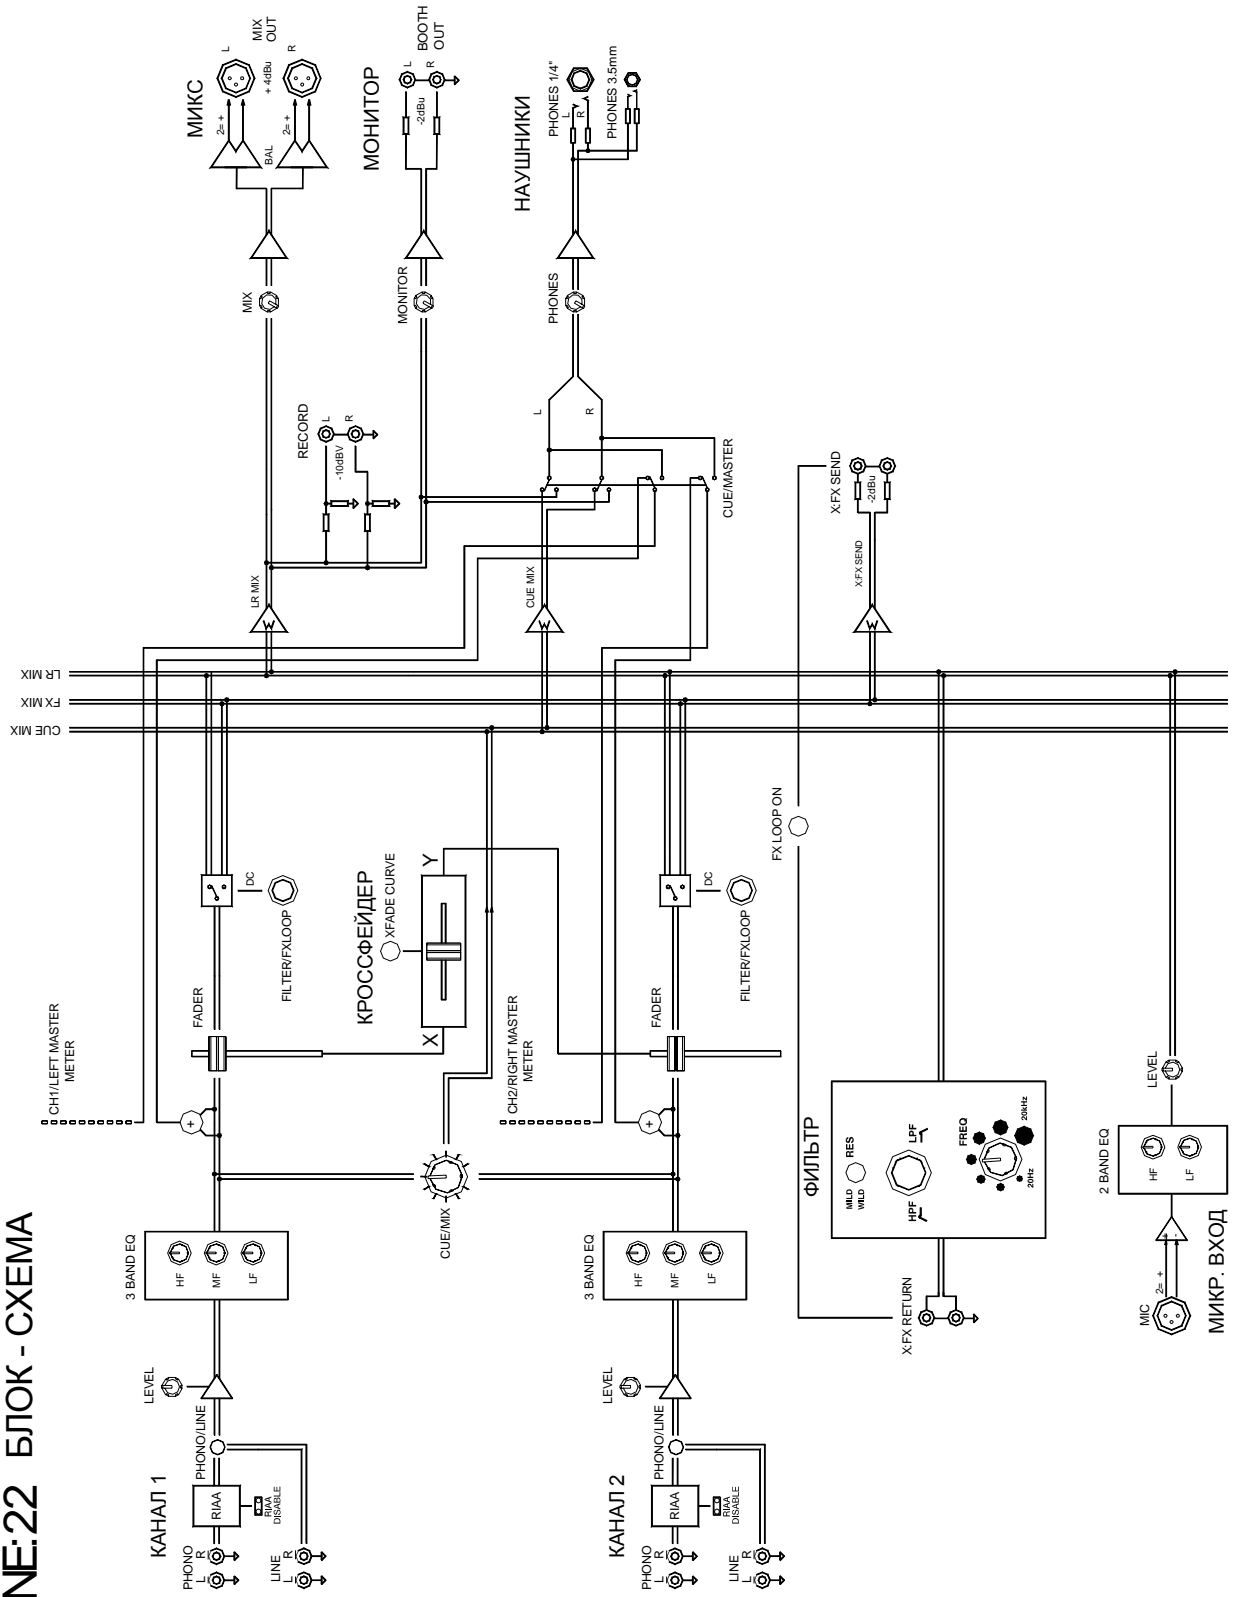 NE:22 БЛОК - СХЕМА
КАНАЛ 1
PHONO
L
R
LINE
L
R
RIAA
RIAA
DISABLE
PHONO/LINE
LEVEL
3 BAND EQ
HF
MF
LF
+
CH1/LEFT MASTER
METER
FADER
DC
FILTER/FXLOOP
CUE/MIX
КРОССФЕЙДЕР
X
Y
XFADE CURVE
КАНАЛ 2
PHONO
L
R
LINE
L
R
RIAA
RIAA
DISABLE
PHONO/LINE
LEVEL
3 BAND EQ
HF
MF
LF
+
CH2/RIGHT MASTER
METER
FADER
DC
FILTER/FXLOOP
X:FX RETURN
ФИЛЬТР
MILD
WILD
RES
HPF
LPF
FREQ
20Hz
20kHz
FX LOOP ON
МИКР. ВХОД
MIC
2= +
+
-
2 BAND EQ
HF
LF
LEVEL
CUE MIX
FX MIX
LR MIX
LR MIX
RECORD
L
R
-10dBV
MIX
МИКС
BAL
2= +
2= +
MIX
OUT
L
+ 4dBu
R
MONITOR
МОНИТОР
-2dBu
L
R
BOOTH
OUT
CUE MIX
CUE/MASTER
L
R
PHONES
НАУШНИКИ
PHONES 1/4"
L
R
PHONES 3.5mm
X:FX SEND
X:FX SEND
-2dBu